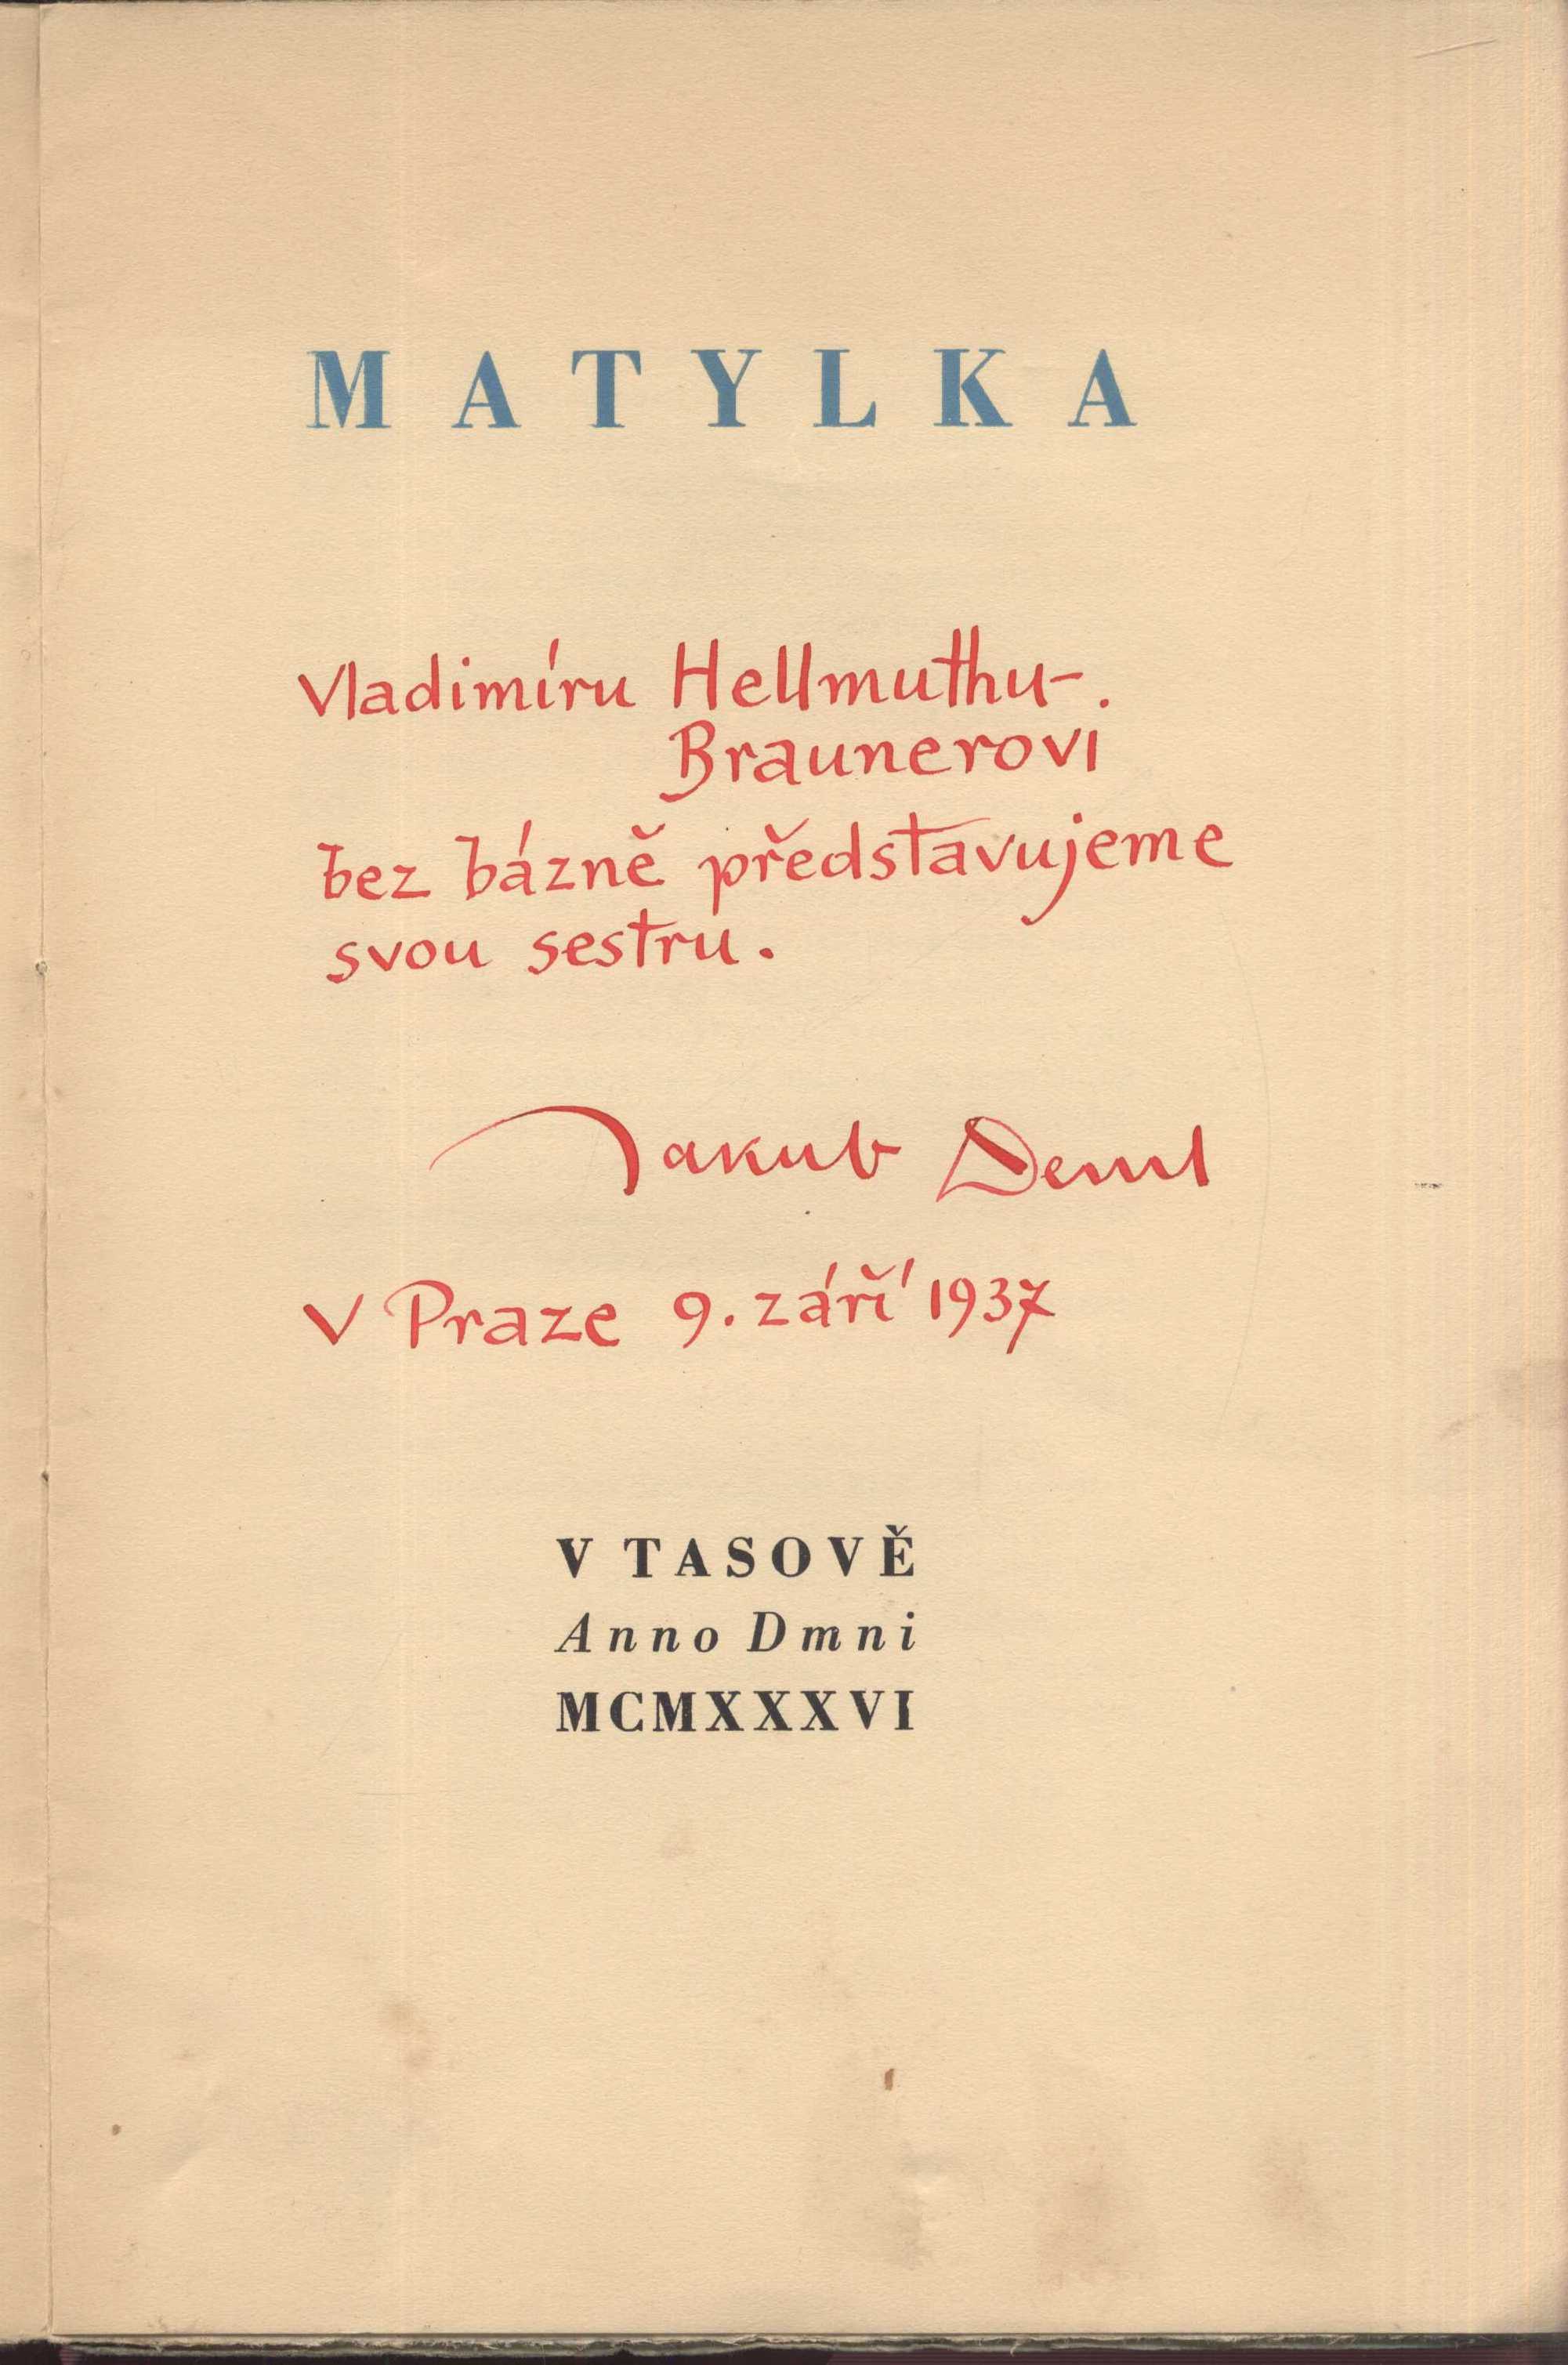 MATYLKA
Vladimíru Hellmuthu-.
Braunerovi
bez bázně představujeme
svou sestru.
Jakub Deml
V Praze 9. září 1937
V TASOVĚ
Anno Dmni
MCMXXXVI